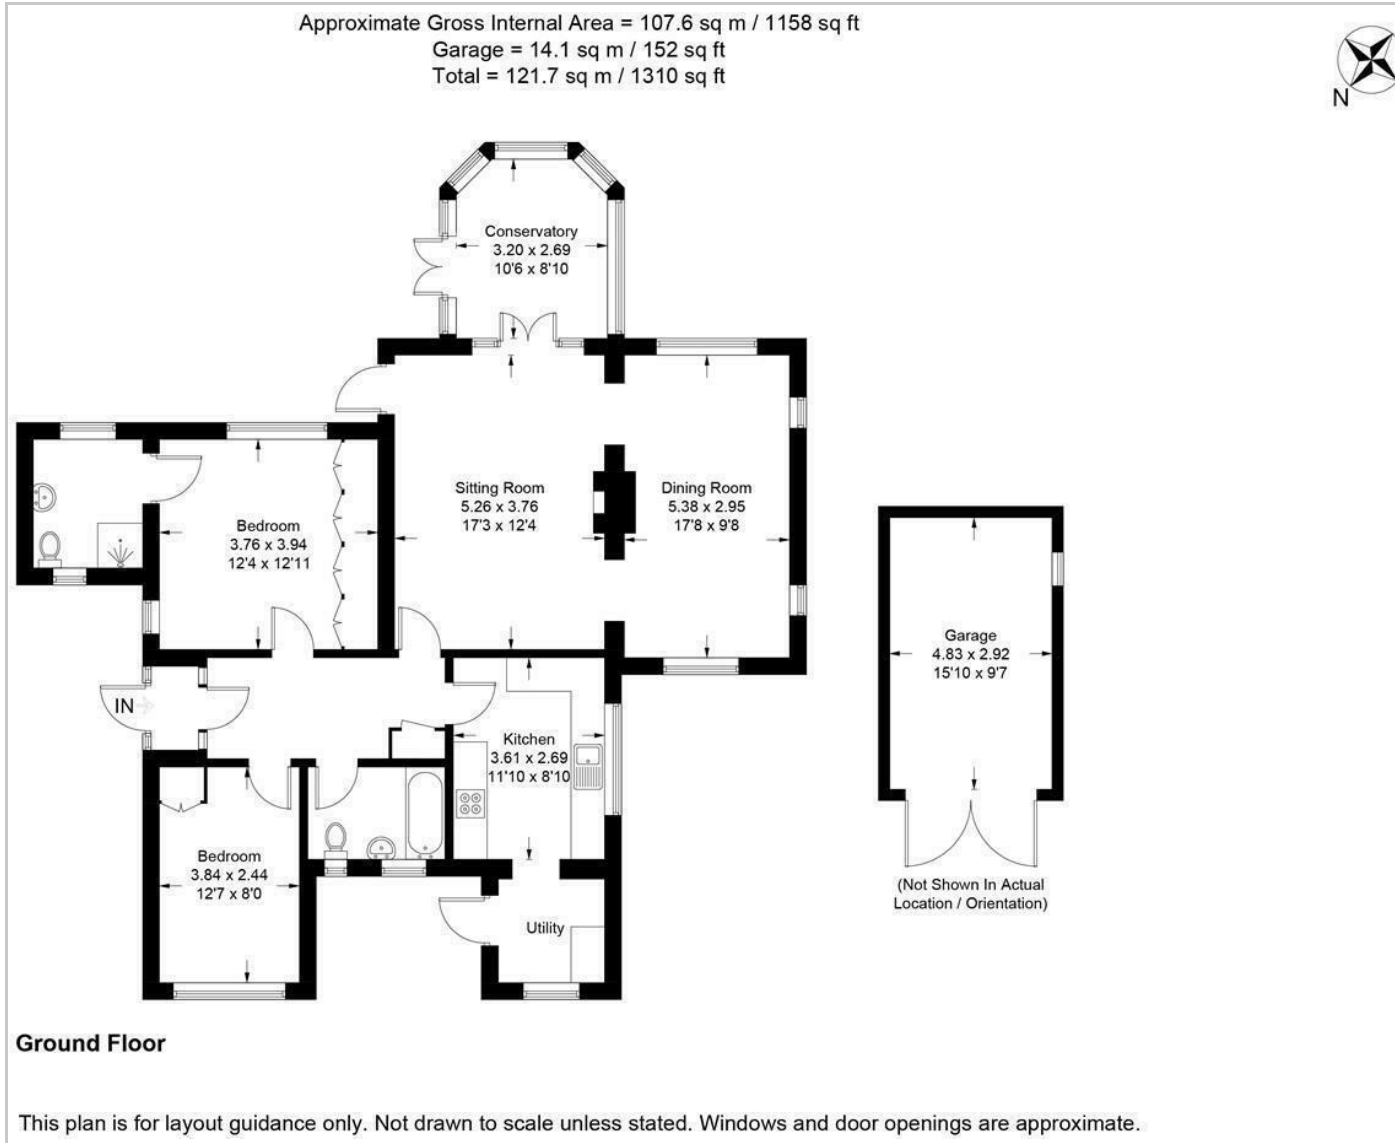 Approximate Gross Internal Area = 107.6 sq m / 1158 sq ft
Garage = 14.1 sq m / 152 sq ft
Total = 121.7 sq m / 1310 sq ft
N
Conservatory
3.20 x 2.69
10'6 x 8'10
Sitting Room
5.26 x 3.76
17'3 x 12'4
Dining Room
5.38 x 2.95
17'8 x 9'8
Bedroom
3.76 x 3.94
12'4 x 12'11
Garage
4.83 x 2.92
15'10 x 9'7
IN
Kitchen
3.61 x 2.69
11'10 x 8'10
Bedroom
3.84 x 2.44
12'7 x 8'0
(Not Shown In Actual
Location / Orientation)
Utility
Ground Floor
This plan is for layout guidance only. Not drawn to scale unless stated. Windows and door openings are approximate.